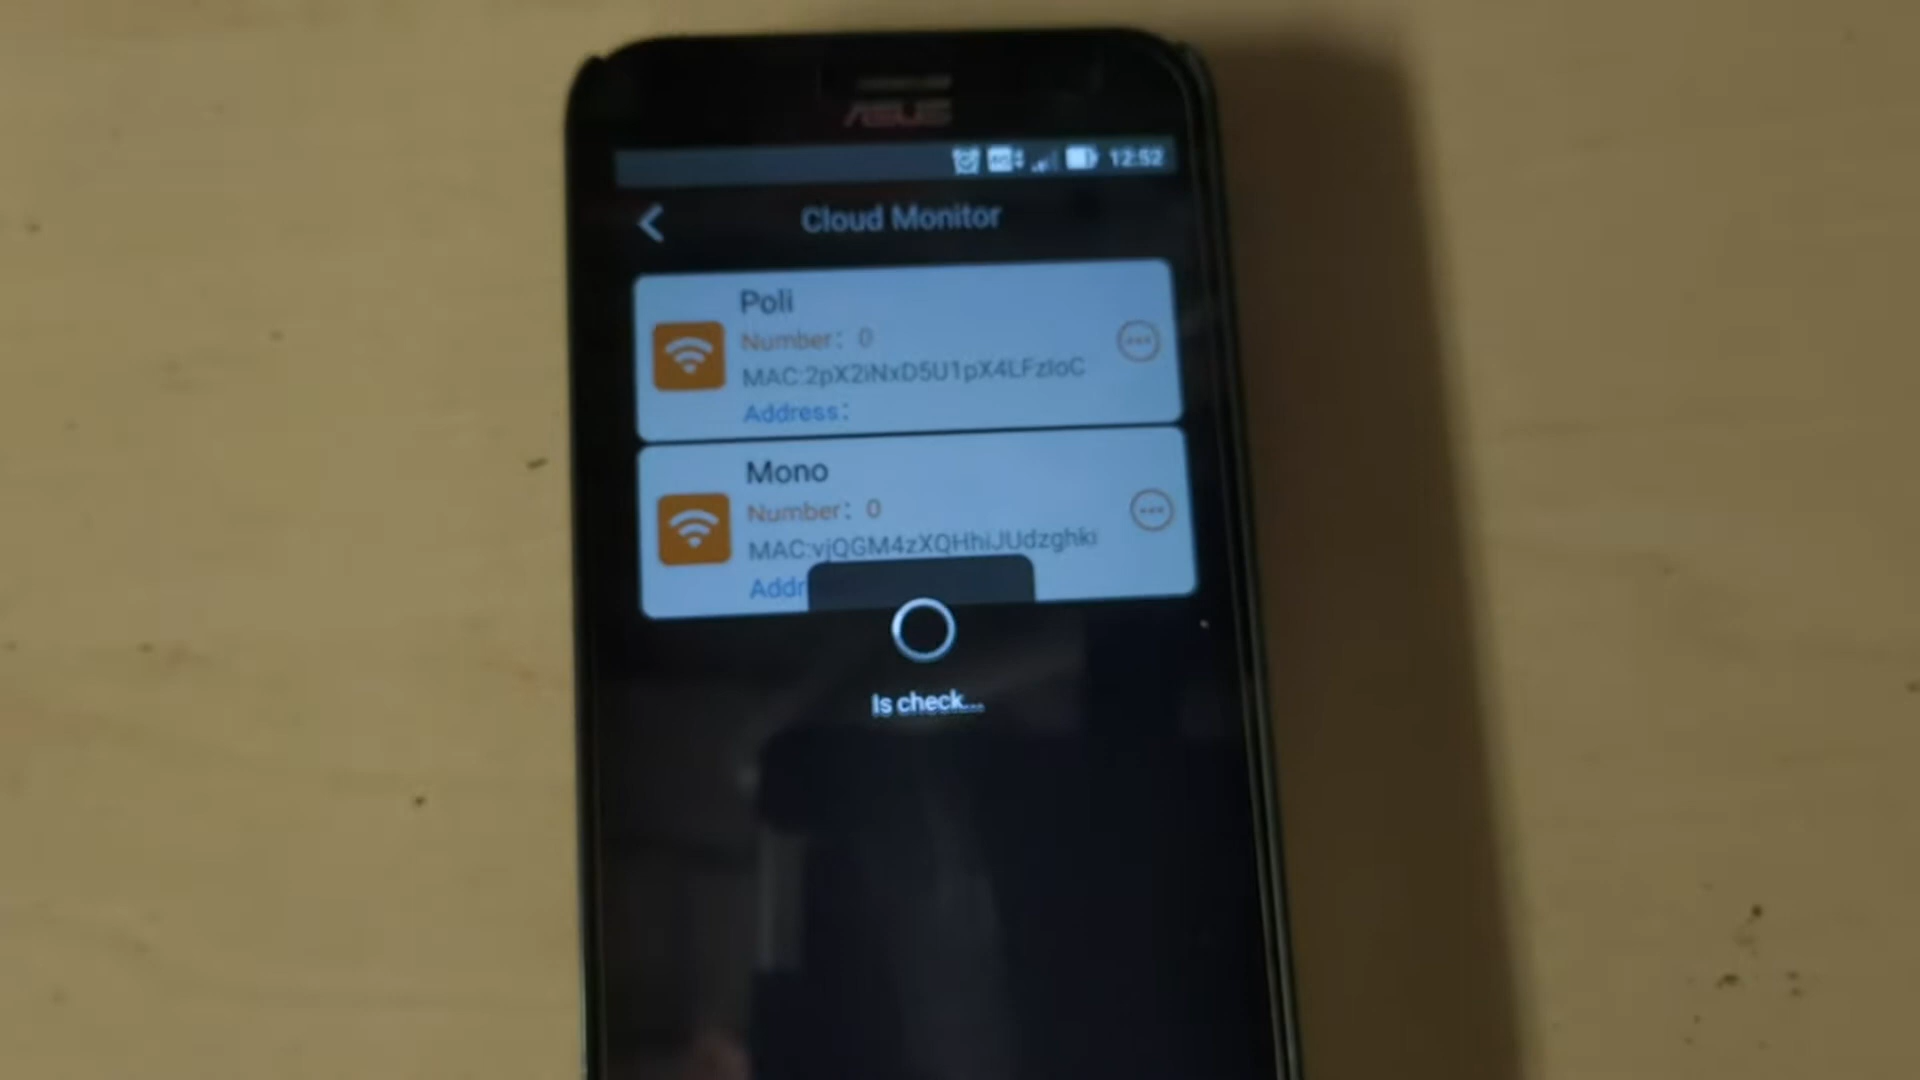 ASUS
12:52
Cloud Monitor
Poli
Number: 0
MAC:2pX2iNxD5U1pX4LFzIoC
Address:
Mono
Number: 0
MAC:vjQGM4zXQHhiJUdzghki
Addr
Is check...